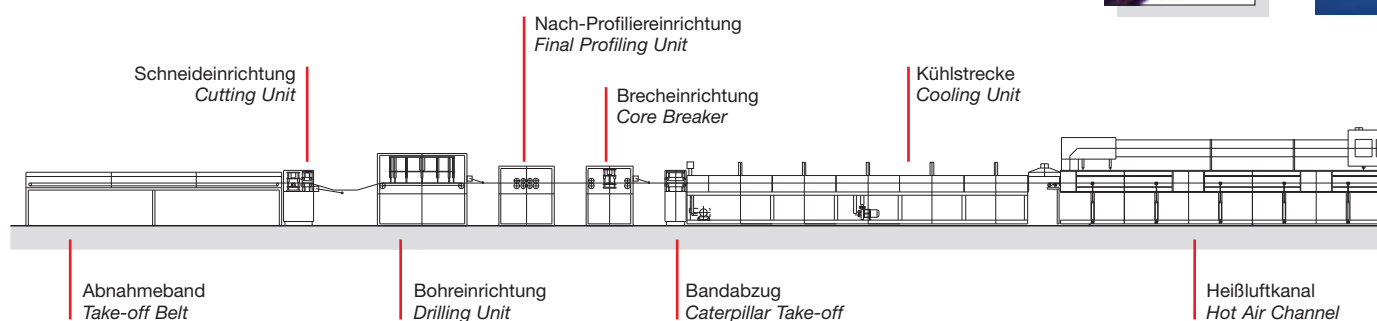 Nach-Profiliereinrichtung
Final Profiling Unit
Schneideinrichtung
Cutting Unit
Brecheinrichtung
Core Breaker
Kühlstrecke
Cooling Unit
Abnahmeband
Take-off Belt
Bohreinrichtung
Drilling Unit
Bandabzug
Caterpillar Take-off
Heißluftkanal
Hot Air Channel